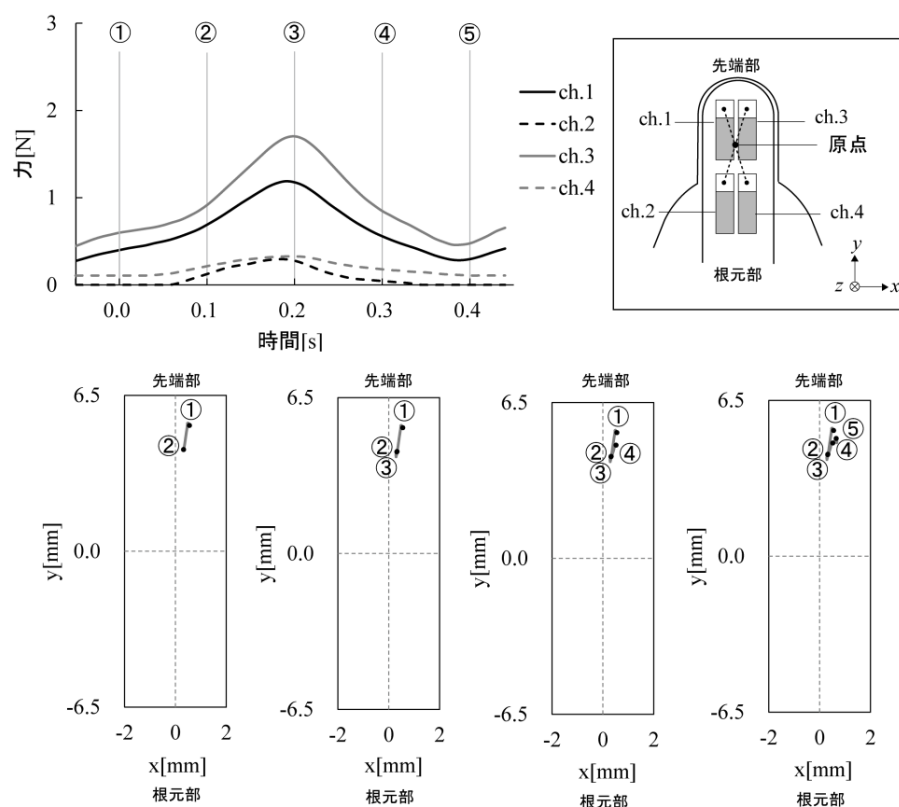 3
2
1
0
力[N]
① ② ③ ④ ⑤
0.0 0.1 0.2 0.3 0.4
時間[s]
ch.1
ch.2
ch.3
ch.4
先端部
ch.1
ch.3
原点
ch.2
ch.4
根元部
y
z
x
先端部
6.5
①
②
y[mm]
0.0
-6.5
-2 0 2
x[mm]
根元部
先端部
6.5
①
②
③
y[mm]
0.0
-6.5
-2 0 2
x[mm]
根元部
先端部
6.5
①
② ④
③
y[mm]
0.0
-6.5
-2 0 2
x[mm]
根元部
先端部
6.5
①
⑤
② ④
③
y[mm]
0.0
-6.5
-2 0 2
x[mm]
根元部